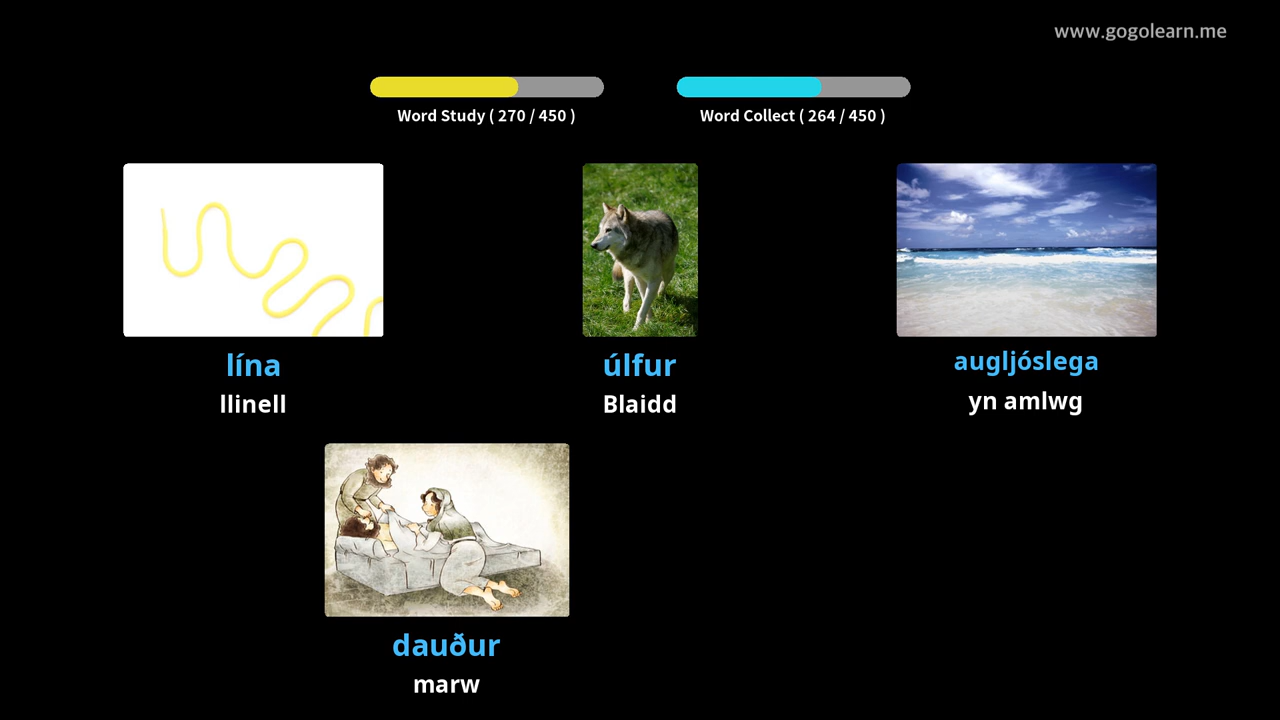 www.gogolearn.me
Word Study ( 270 / 450 )
Word Collect ( 264 / 450 )
lína
llinell
úlfur
Blaidd
augljóslega
yn amlwg
dauður
marw